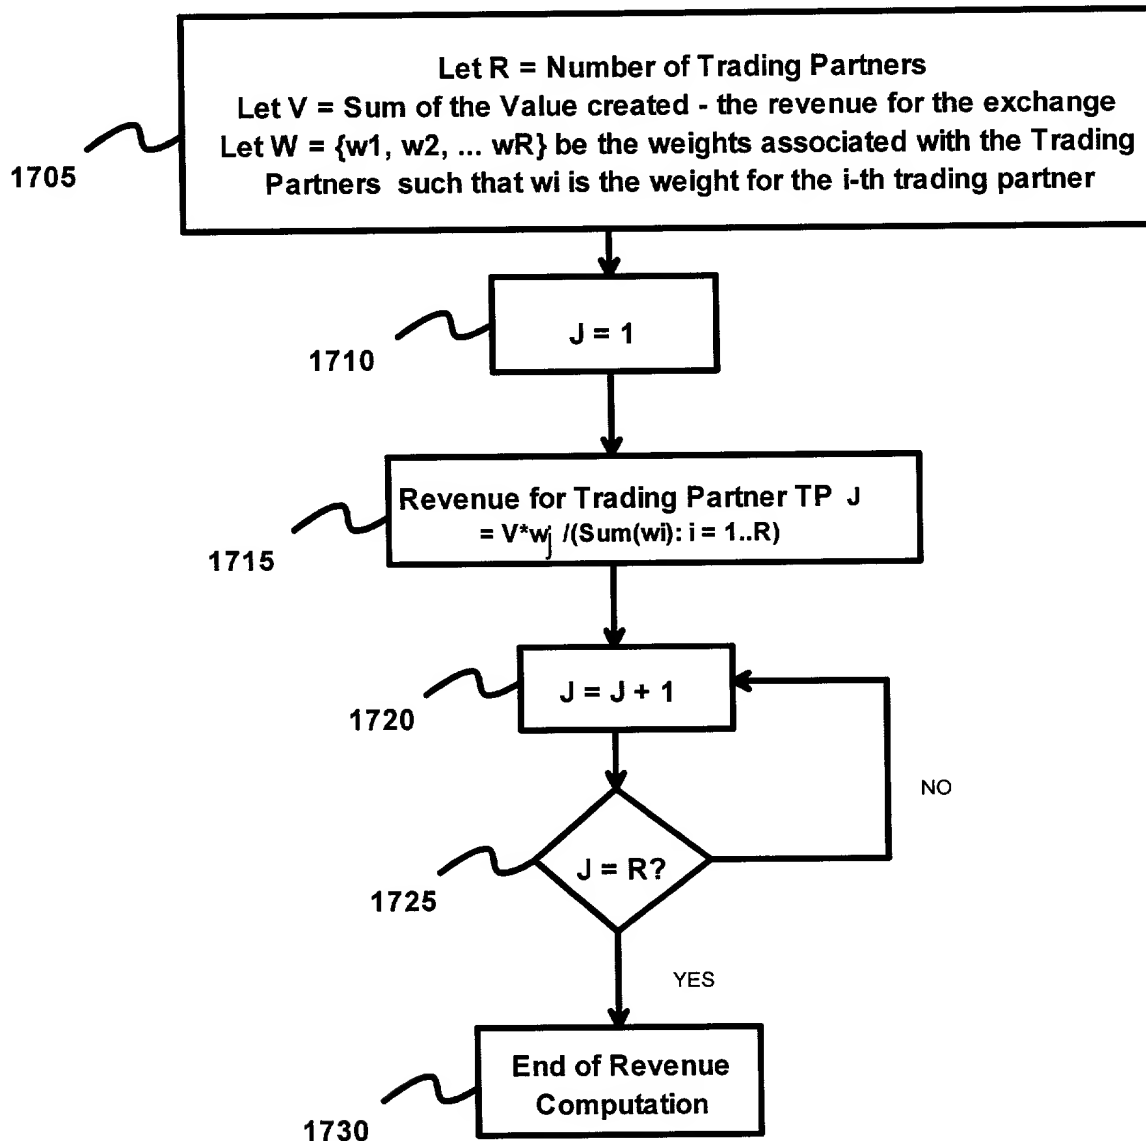 Let R = Number of Trading Partners
Let V = Sum of the Value created - the revenue for the exchange
Let W = {w1, w2, ... wR} be the weights associated with the Trading
Partners such that wi is the weight for the i-th trading partner
1705
J = 1
1710
Revenue for Trading Partner TP J
= V*wj /(Sum(wi): i = 1..R)
1715
J = J + 1
1720
NO
J = R?
1725
YES
End of Revenue
Computation
1730